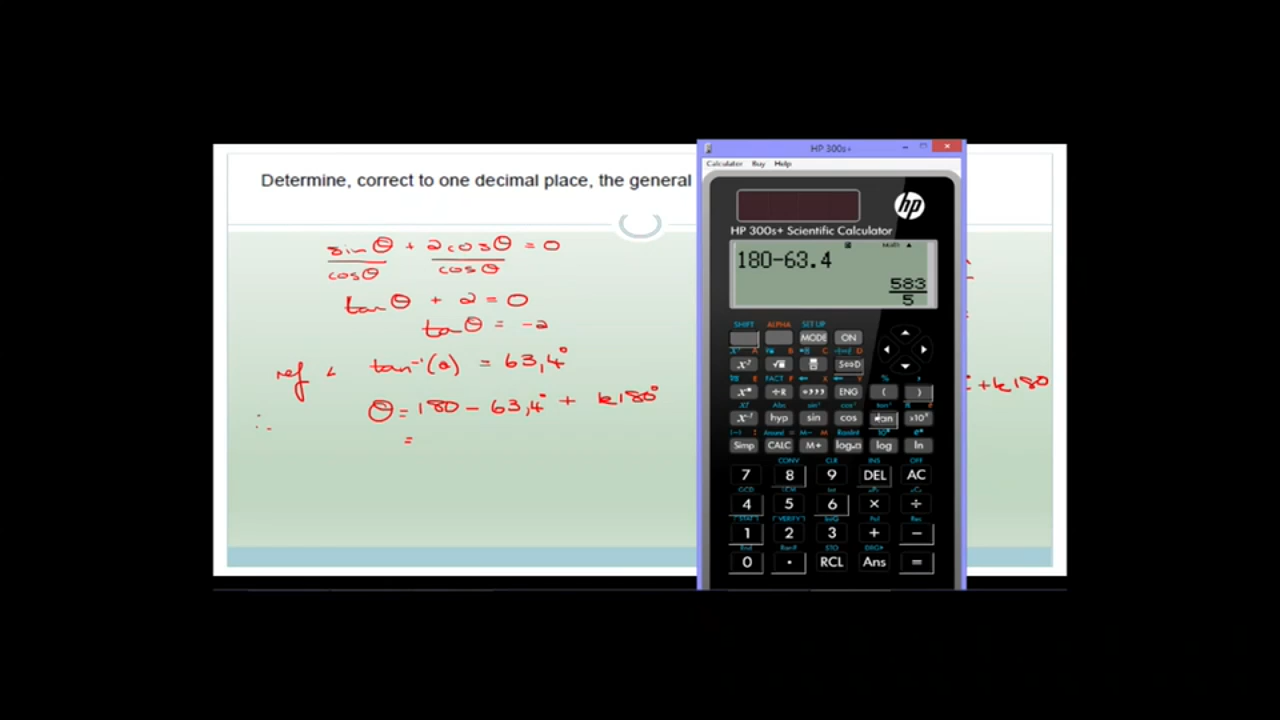 Determine, correct to one decimal place, the general
sinθ/cosθ + 2cosθ/cosθ = 0
tanθ + 2 = 0
tanθ = -2
ref ∠ tan⁻¹(2) = 63,4°
∴ θ = 180 - 63,4° + k180°
=
+k180
HP 300s+
Calculator Buy Help
hp
HP 300s+ Scientific Calculator
180-63.4
583/5
SHIFT ALPHA SET UP
MODE ON
S⇔D
ENG ( )
hyp sin cos tan
Simp CALC M+ log ln
7 8 9 DEL AC
4 5 6 × ÷
1 2 3 + −
0 . RCL Ans =